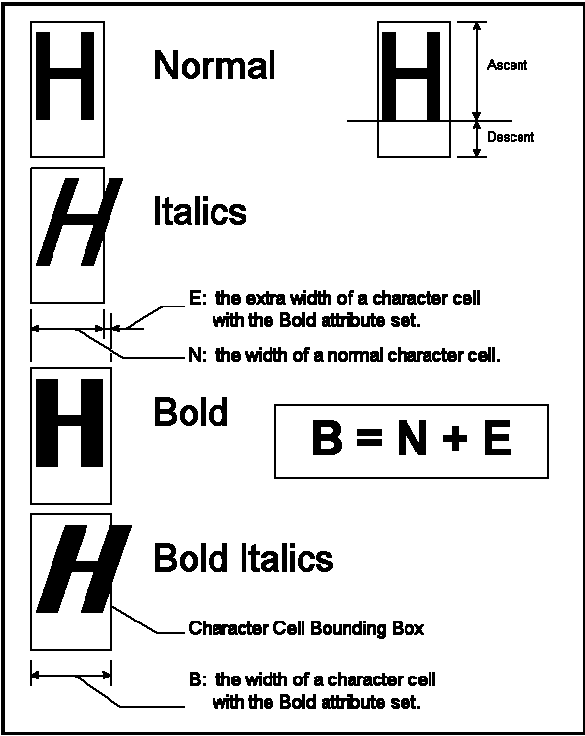 H
Normal
H
Ascent
Descent
H
Italics
E: the extra width of a character cell
with the Bold attribute set.
N: the width of a normal character cell.
H
Bold
B = N + E
H
Bold Italics
Character Cell Bounding Box
B: the width of a character cell
with the Bold attribute set.